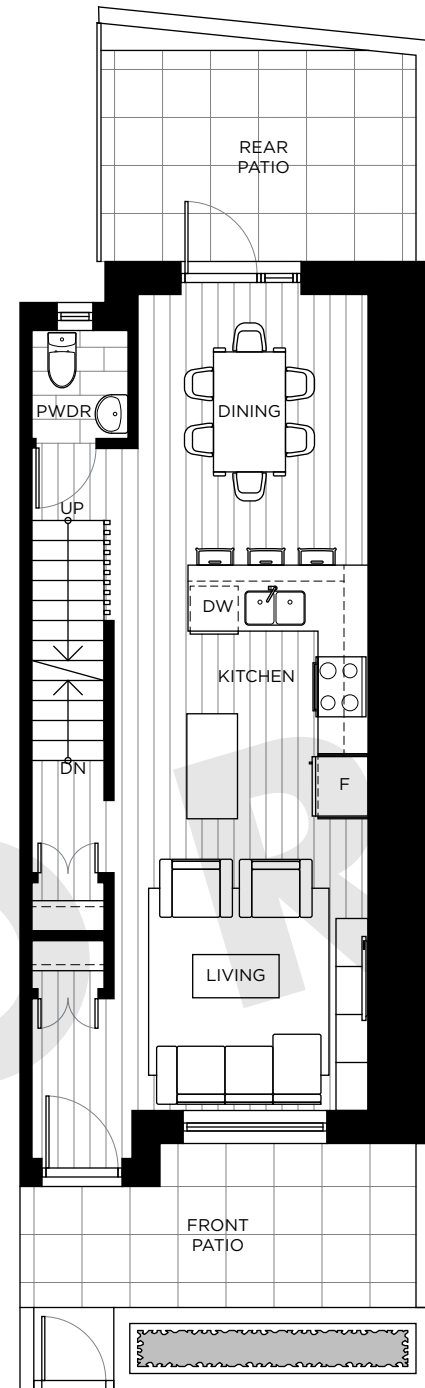 REAR
PATIO
PWDR
DINING
UP
DW
KITCHEN
DN
F
LIVING
FRONT
PATIO